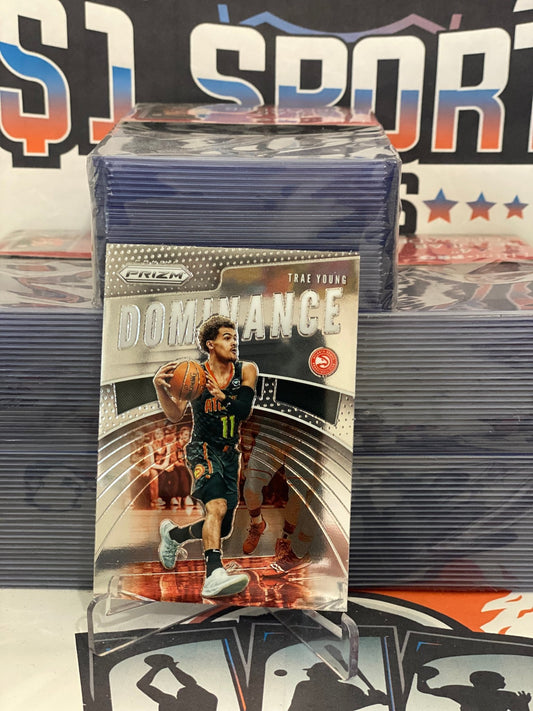 $1 SPORT
PRIZM
TRAE YOUNG
DOMINANCE
11